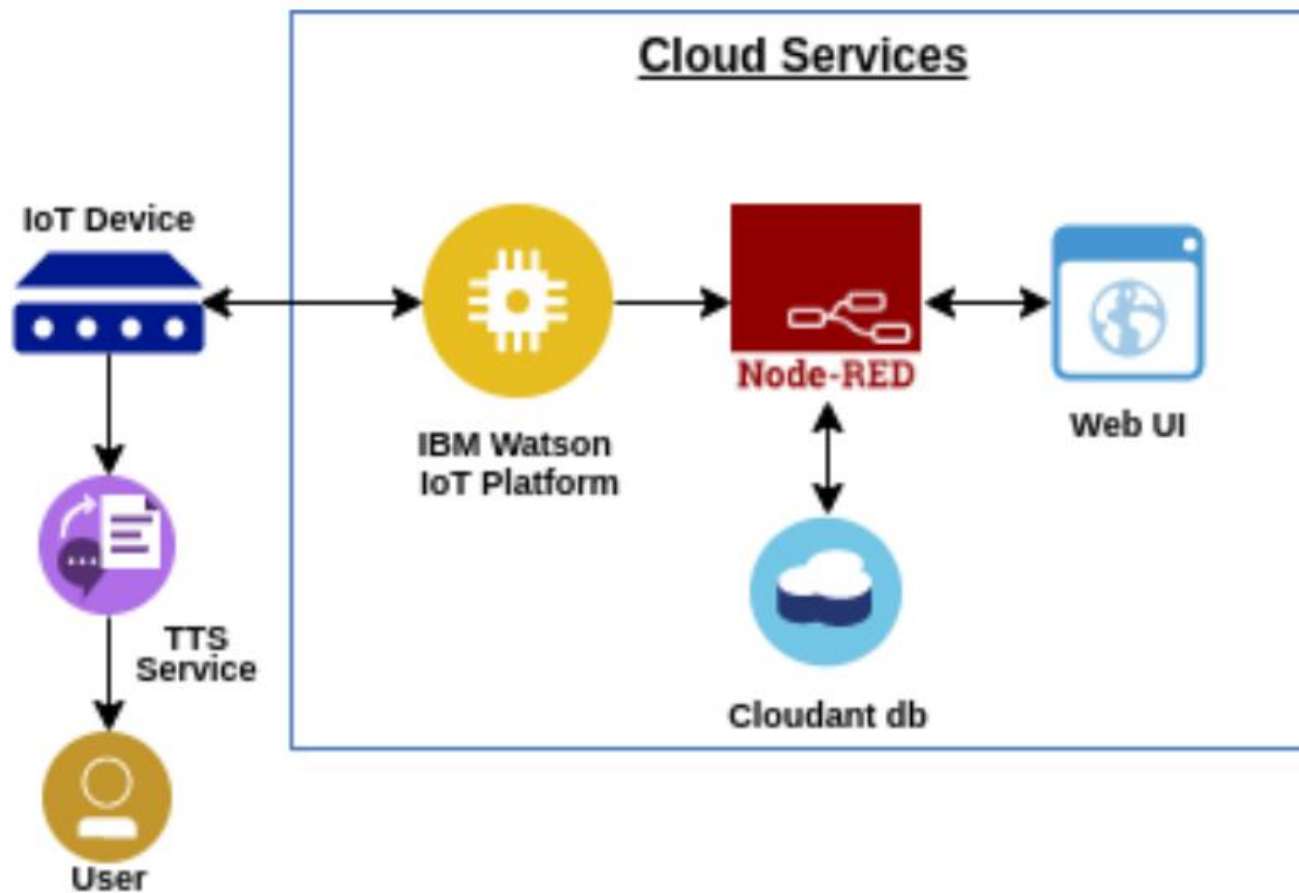 Cloud Services
IoT Device
Node-RED
Web UI
IBM Watson
IoT Platform
TTS
Service
Cloudant db
User